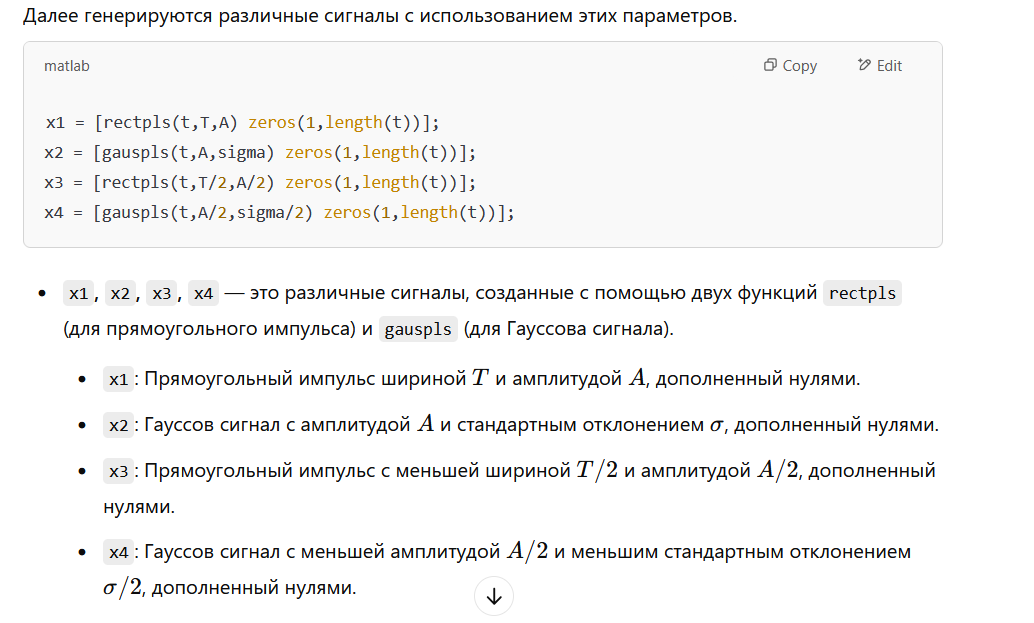 Далее генерируются различные сигналы с использованием этих параметров.
matlab Copy Edit
x1 = [rectpls(t,T,A) zeros(1,length(t))];
x2 = [gauspls(t,A,sigma) zeros(1,length(t))];
x3 = [rectpls(t,T/2,A/2) zeros(1,length(t))];
x4 = [gauspls(t,A/2,sigma/2) zeros(1,length(t))];
• x1, x2, x3, x4 — это различные сигналы, созданные с помощью двух функций rectpls
(для прямоугольного импульса) и gauspls (для Гауссова сигнала).
• x1: Прямоугольный импульс шириной T и амплитудой A, дополненный нулями.
• x2: Гауссов сигнал с амплитудой A и стандартным отклонением σ, дополненный нулями.
• x3: Прямоугольный импульс с меньшей шириной T/2 и амплитудой A/2, дополненный
нулями.
• x4: Гауссов сигнал с меньшей амплитудой A/2 и меньшим стандартным отклонением
σ/2, дополненный нулями.